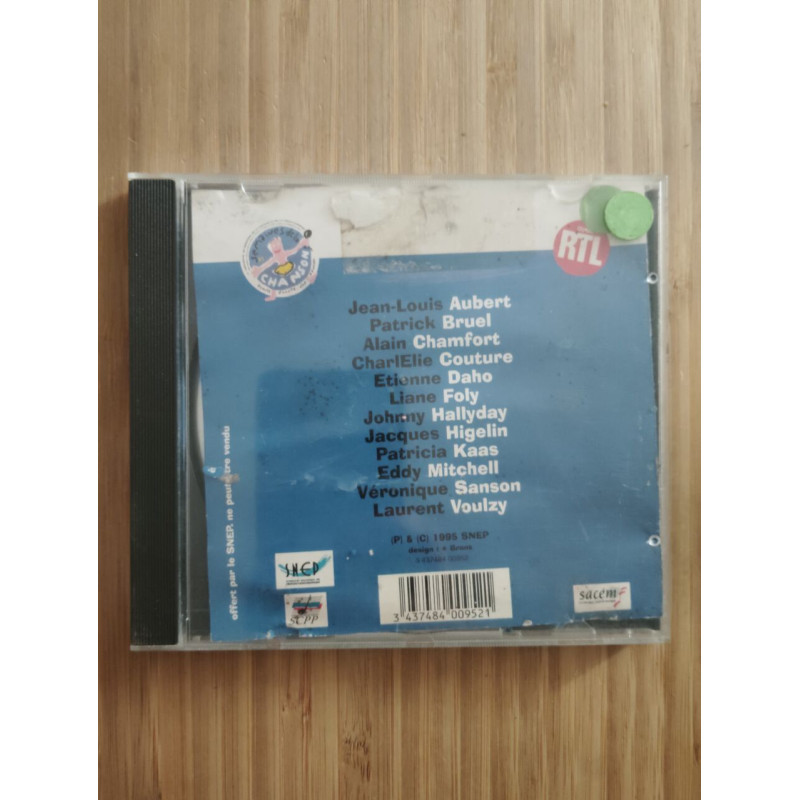 CHANSON
RTL
Jean-Louis Aubert
Patrick Bruel
Alain Chamfort
CharlElie Couture
Etienne Daho
Liane Foly
Johnny Hallyday
Jacques Higelin
Patricia Kaas
Eddy Mitchell
Véronique Sanson
Laurent Voulzy
(P) & (C) 1995 SNEP
design :
offert par le SNEP, ne peut être vendu
SNEP
SCPP
3 437484 009521
sacem